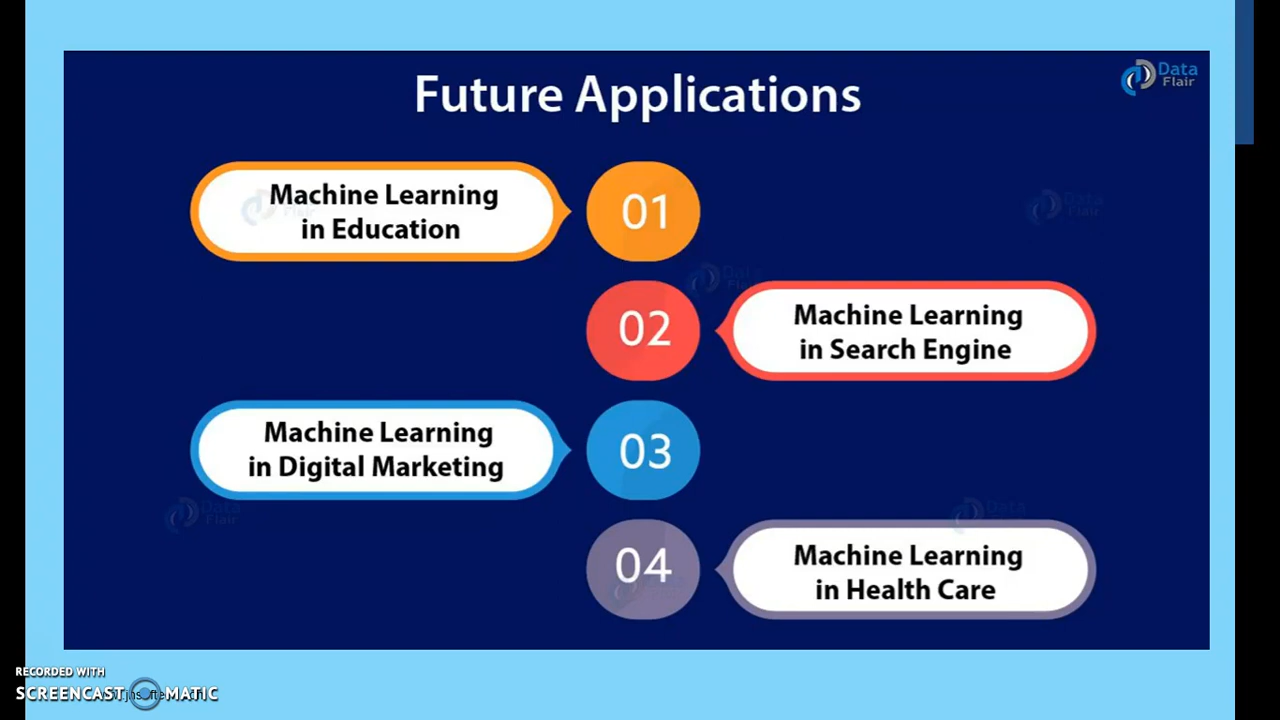 Future Applications
Data
Flair
Machine Learning
in Education
01
02
Machine Learning
in Search Engine
Machine Learning
in Digital Marketing
03
04
Machine Learning
in Health Care
RECORDED WITH
SCREENCAST MATIC